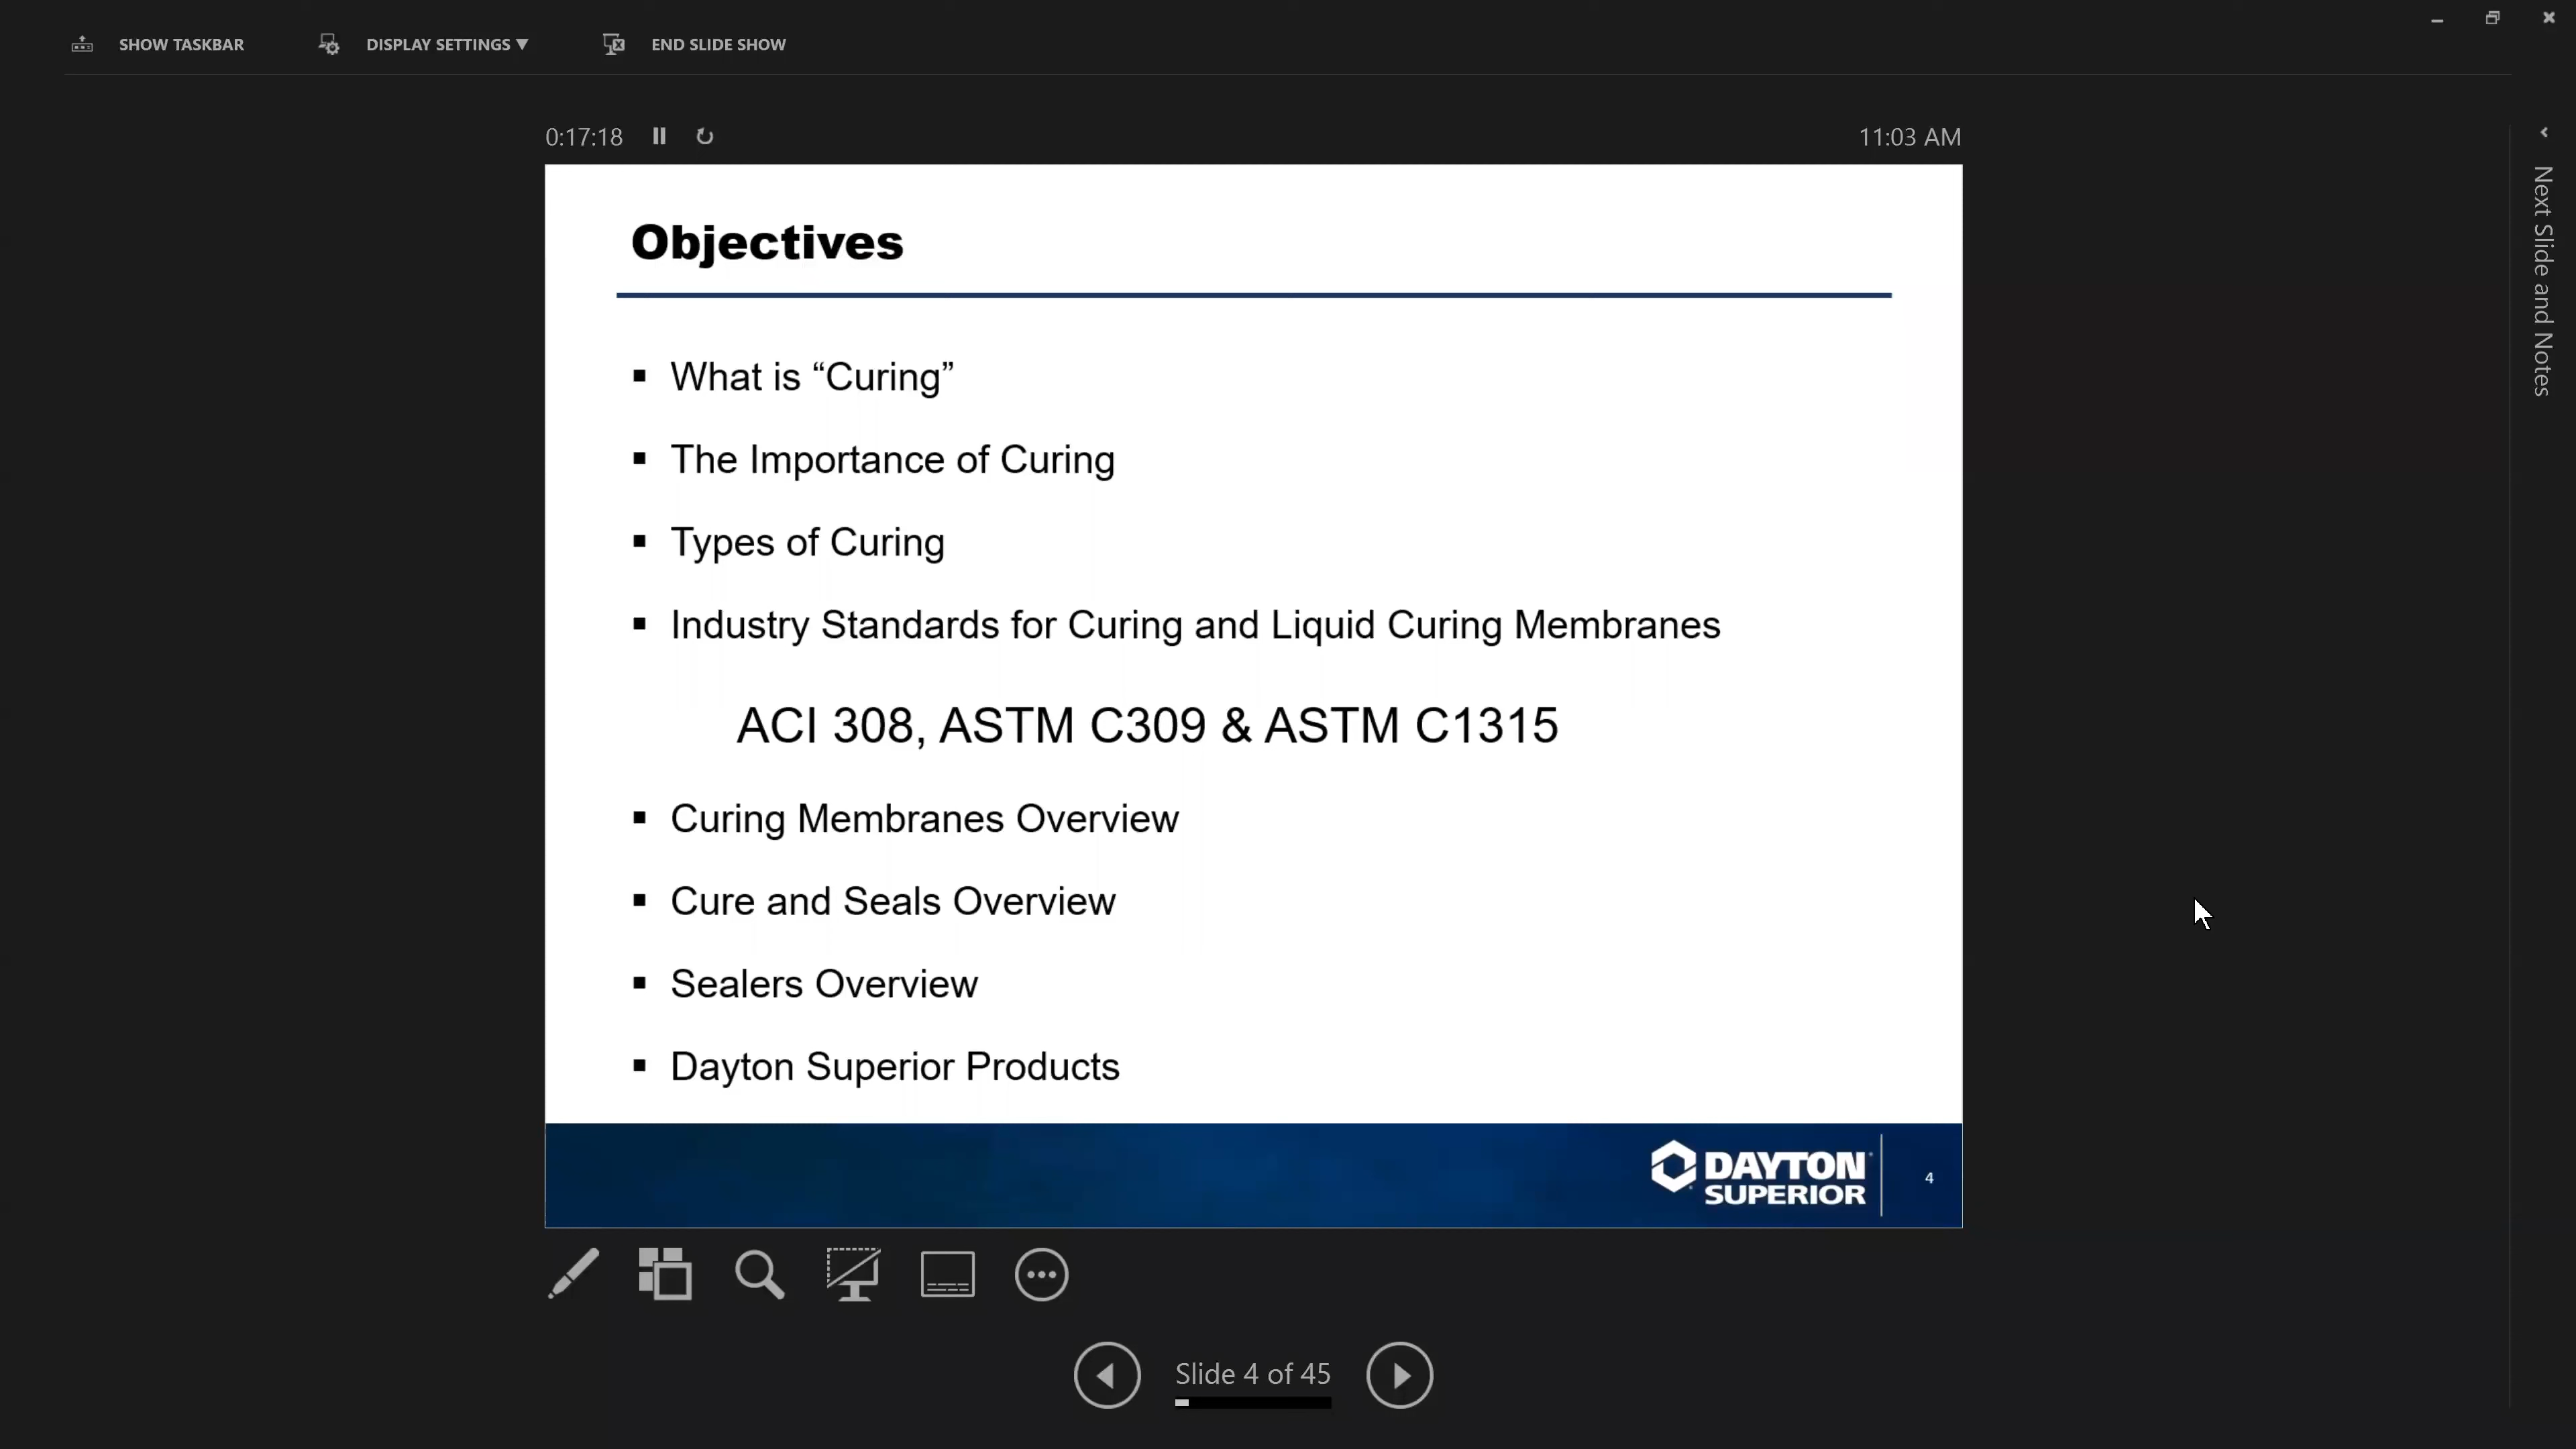 SHOW TASKBAR
DISPLAY SETTINGS ▼
END SLIDE SHOW
0:17:18
11:03 AM
Next Slide and Notes
Objectives
▪ What is “Curing”
▪ The Importance of Curing
▪ Types of Curing
▪ Industry Standards for Curing and Liquid Curing Membranes
ACI 308, ASTM C309 & ASTM C1315
▪ Curing Membranes Overview
▪ Cure and Seals Overview
▪ Sealers Overview
▪ Dayton Superior Products
DAYTON
SUPERIOR
4
Slide 4 of 45